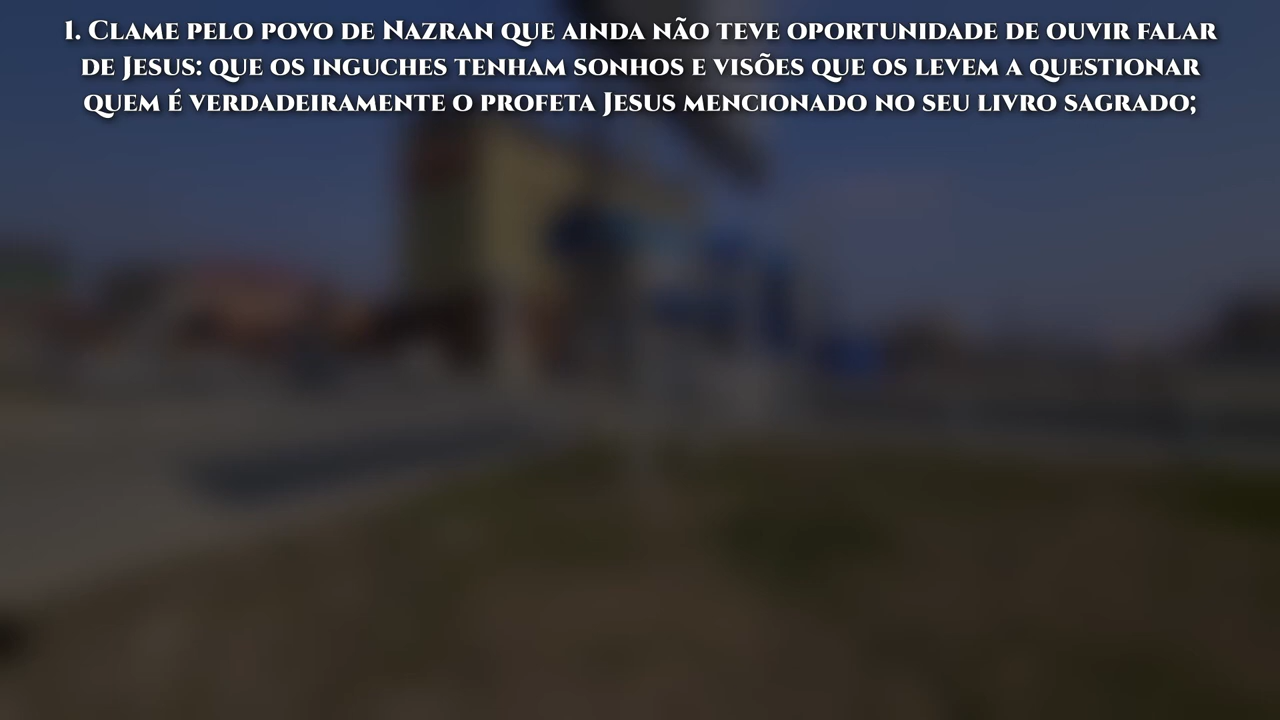 1. Clame pelo povo de Nazran que ainda não teve oportunidade de ouvir falar
de Jesus: que os inguches tenham sonhos e visões que os levem a questionar
quem é verdadeiramente o profeta Jesus mencionado no seu livro sagrado;